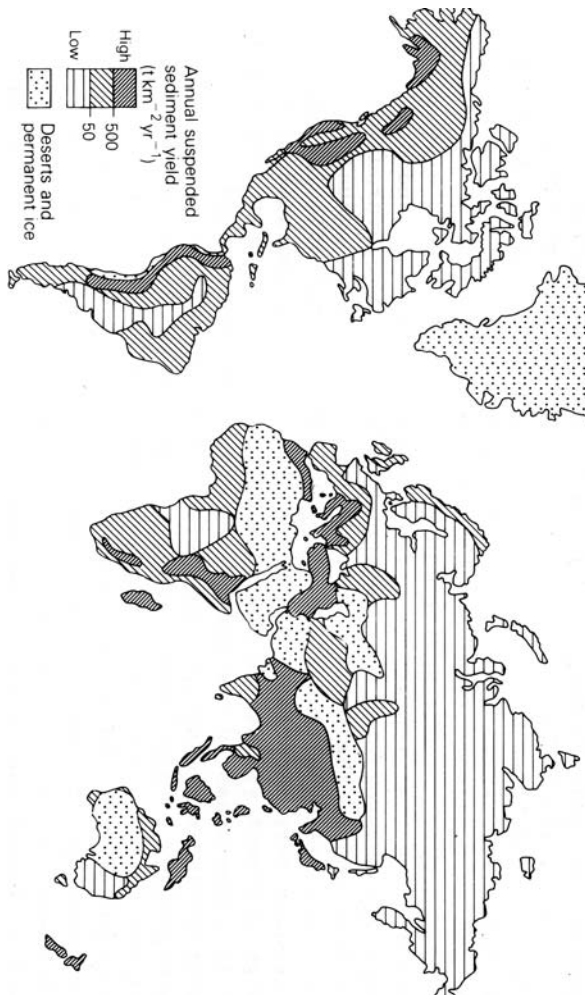 Annual suspended
sediment yield
(t km⁻² yr⁻¹)
High
500
50
Low
Deserts and
permanent ice